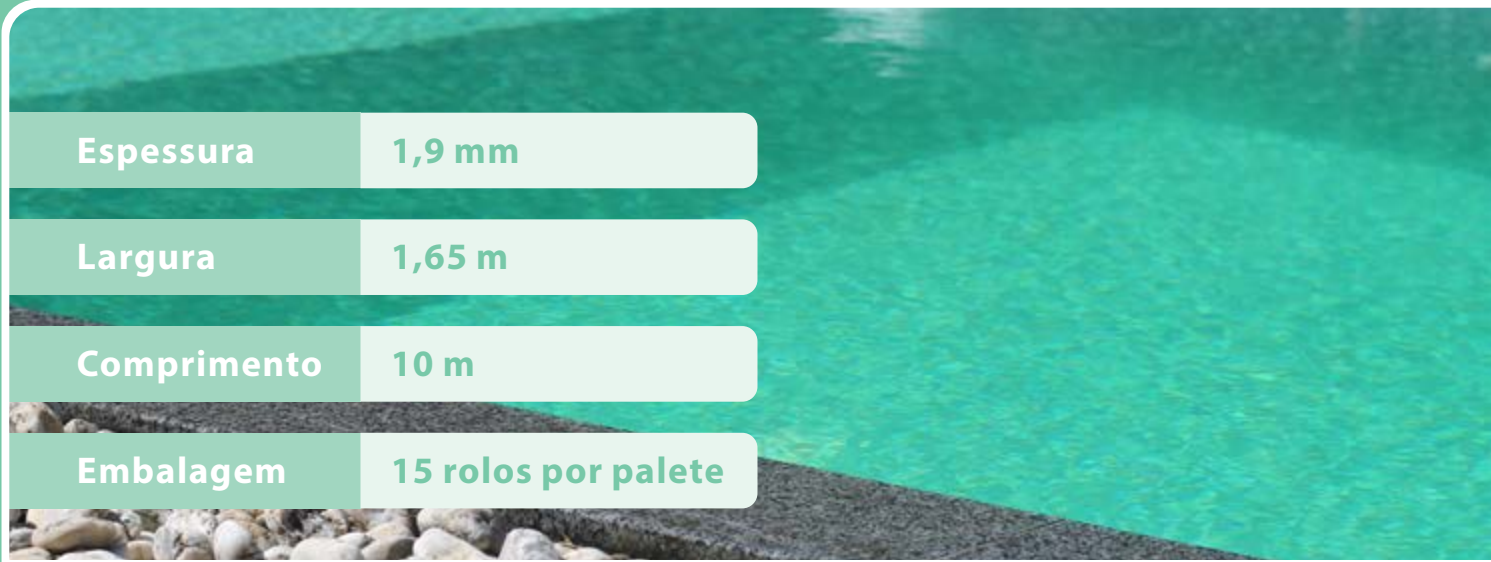 Espessura 1,9 mm
Largura 1,65 m
Comprimento 10 m
Embalagem 15 rolos por palete